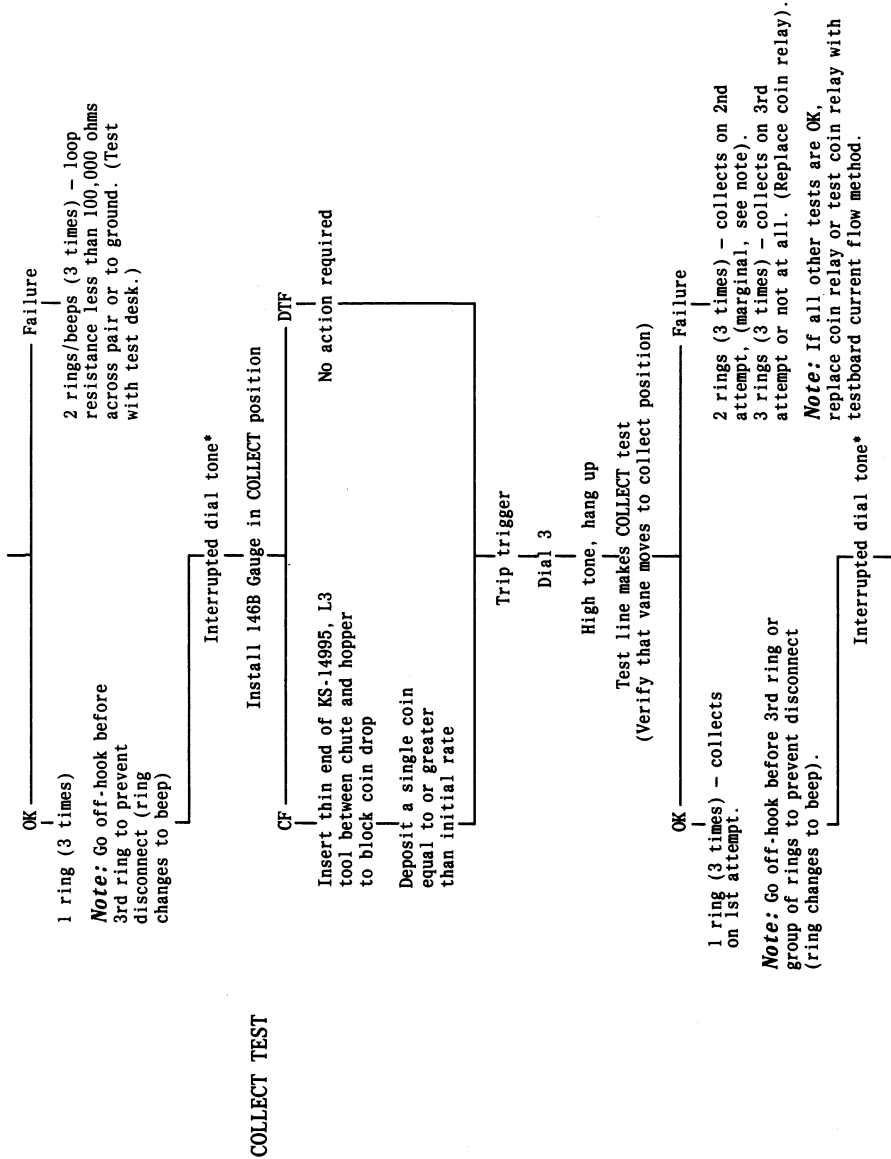 OK
Failure
1 ring (3 times)
Note: Go off-hook before
3rd ring to prevent
disconnect (ring
changes to beep)
2 rings/beeps (3 times) – loop
resistance less than 100,000 ohms
across pair or to ground. (Test
with test desk.)
Interrupted dial tone*
COLLECT TEST
Install 146B Gauge in COLLECT position
CF
DTF
Insert thin end of KS-14995, L3
tool between chute and hopper
to block coin drop
No action required
Deposit a single coin
equal to or greater
than initial rate
Trip trigger
Dial 3
High tone, hang up
Test line makes COLLECT test
(Verify that vane moves to collect position)
OK
Failure
1 ring (3 times) – collects
on 1st attempt.
Note: Go off-hook before 3rd ring or
group of rings to prevent disconnect
(ring changes to beep).
2 rings (3 times) – collects on 2nd
attempt, (marginal, see note).
3 rings (3 times) – collects on 3rd
attempt or not at all. (Replace coin relay).
Note: If all other tests are OK,
replace coin relay or test coin relay with
testboard current flow method.
Interrupted dial tone*